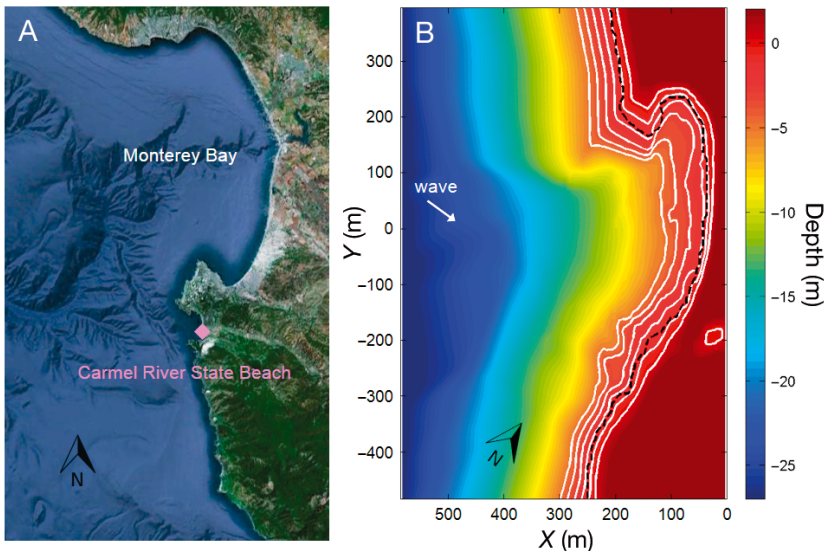 A
Monterey Bay
Carmel River State Beach
N
B
wave
N
Y (m)
300
200
100
0
−100
−200
−300
−400
500 400 300 200 100 0
X (m)
0
−5
−10
−15
−20
−25
Depth (m)